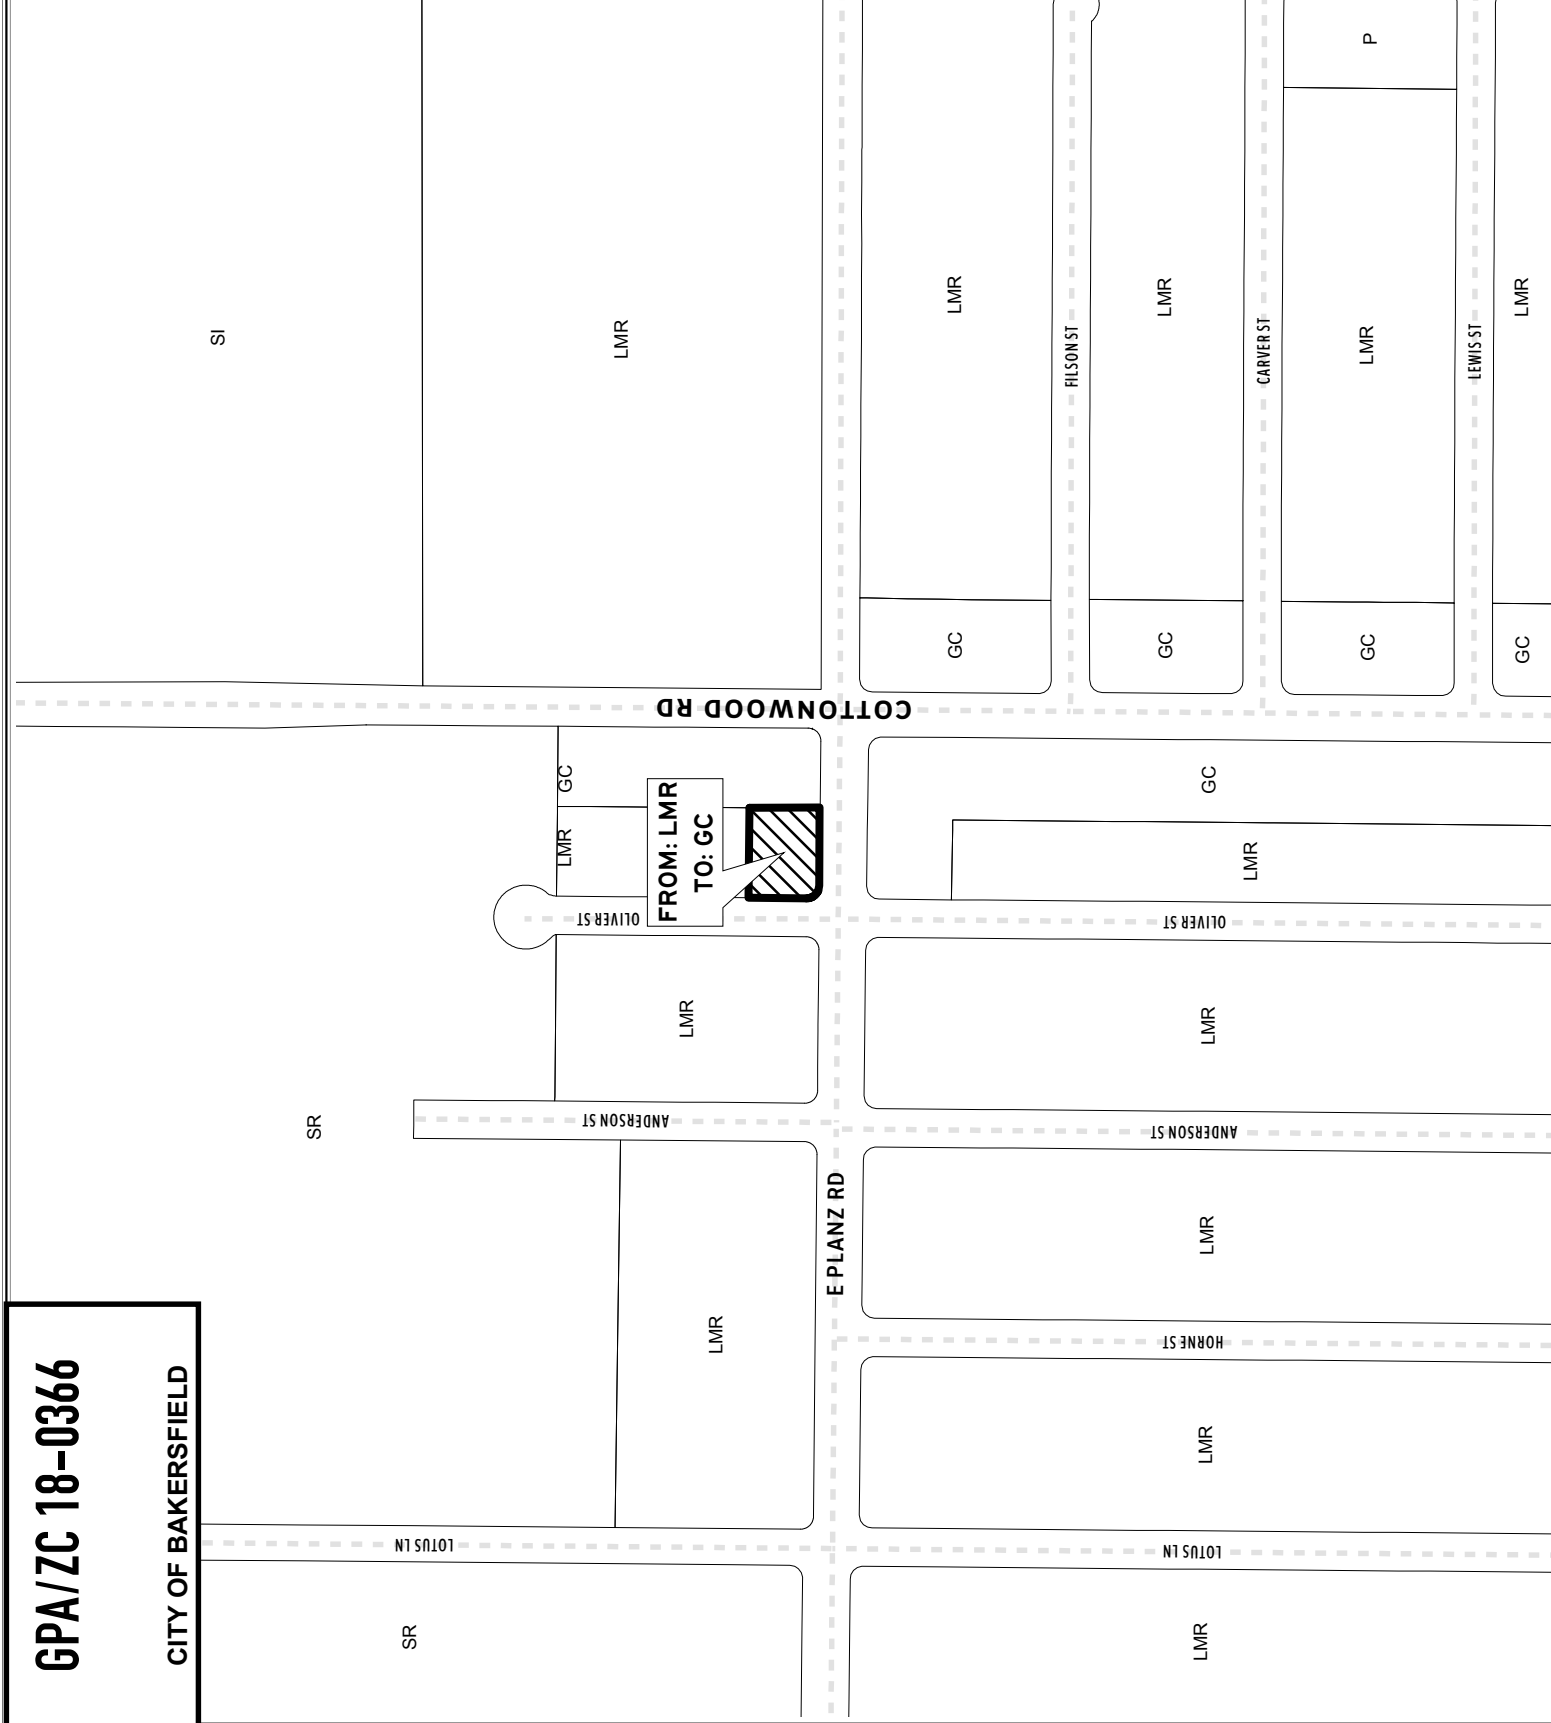 GPA/ZC 18-0366
CITY OF BAKERSFIELD
SR
LOTUS LN
SR
LMR
ANDERSON ST
LMR
OLIVER ST
LMR
GC
FROM: LMR
TO: GC
COTTONWOOD RD
SI
LMR
E PLANZ RD
LMR
LOTUS LN
LMR
HORNE ST
LMR
ANDERSON ST
LMR
OLIVER ST
LMR
GC
GC
LMR
FILSON ST
GC
LMR
CARVER ST
GC
LMR
P
LEWIS ST
GC
LMR